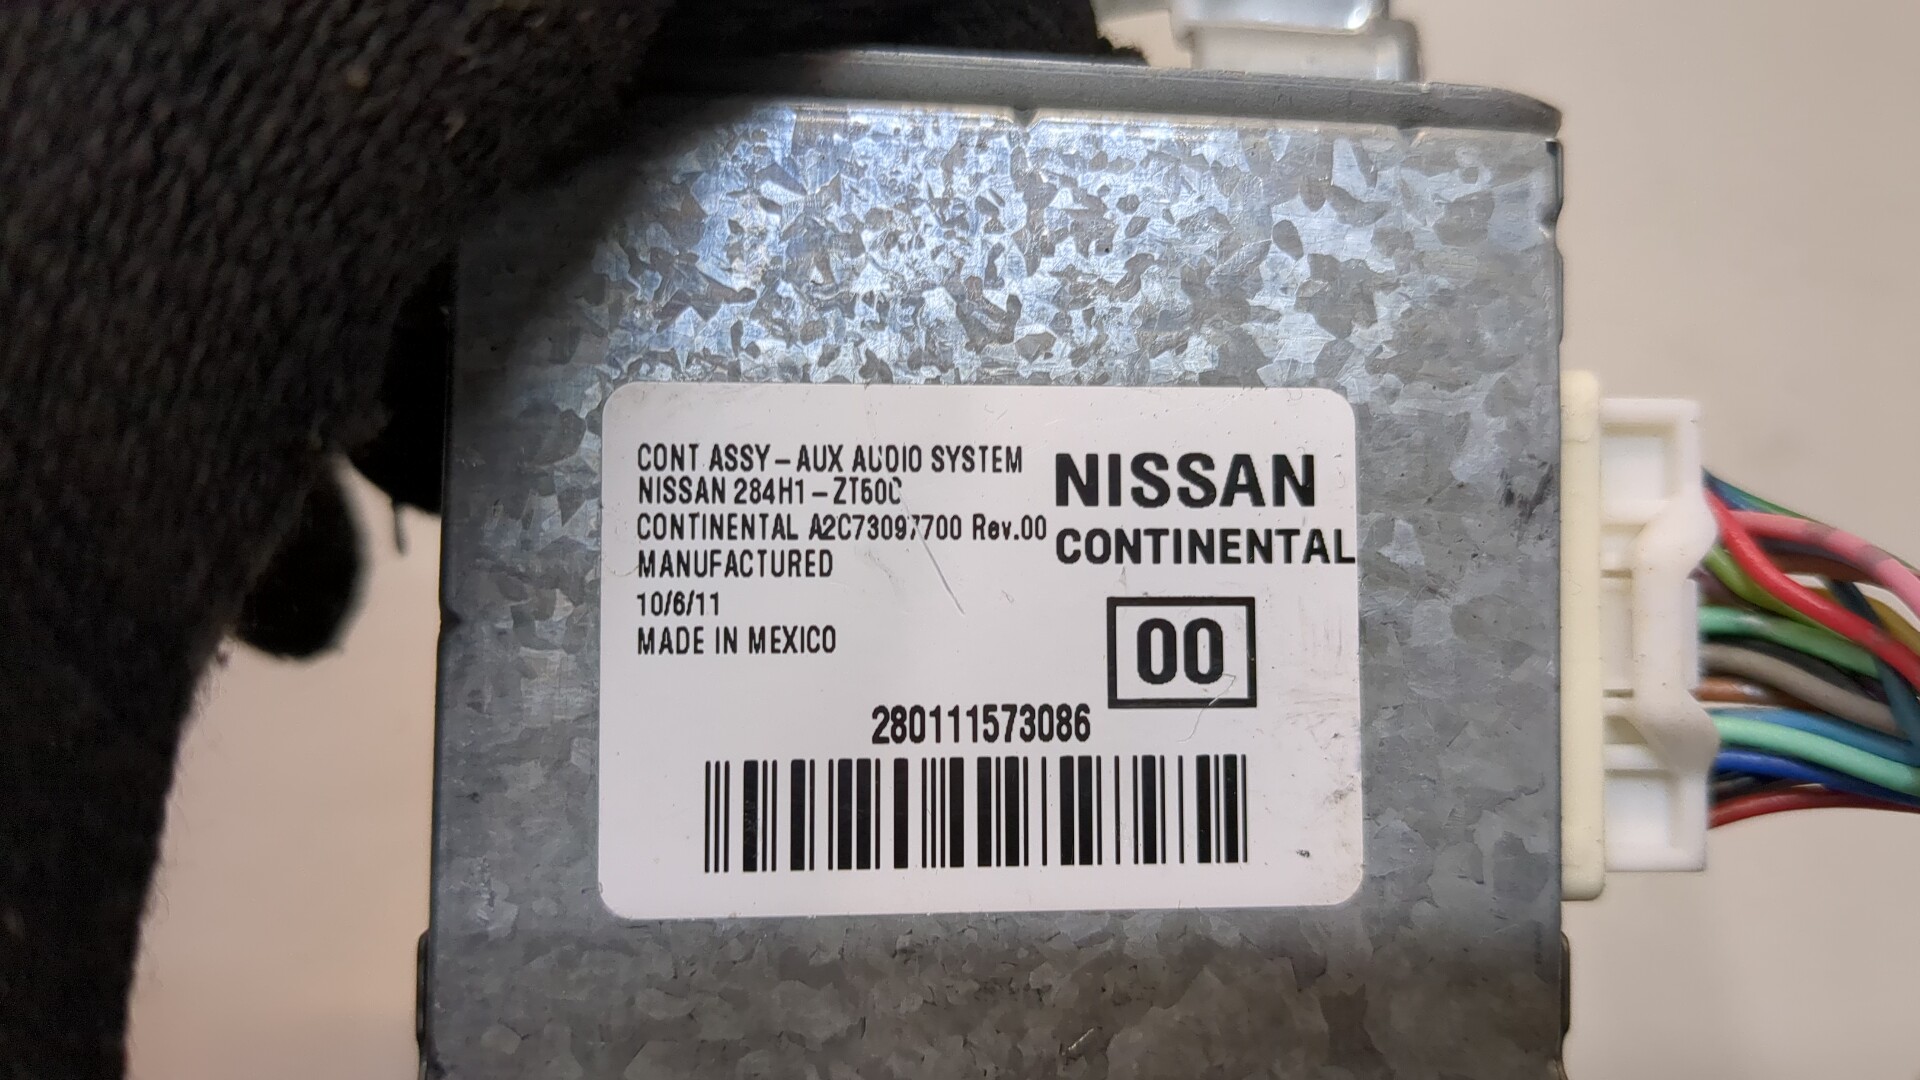 CONT ASSY – AUX AUDIO SYSTEM
NISSAN 284H1 – ZT50C
CONTINENTAL A2C73097700 Rev.00
MANUFACTURED
10/6/11
MADE IN MEXICO
NISSAN
CONTINENTAL
00
280111573086